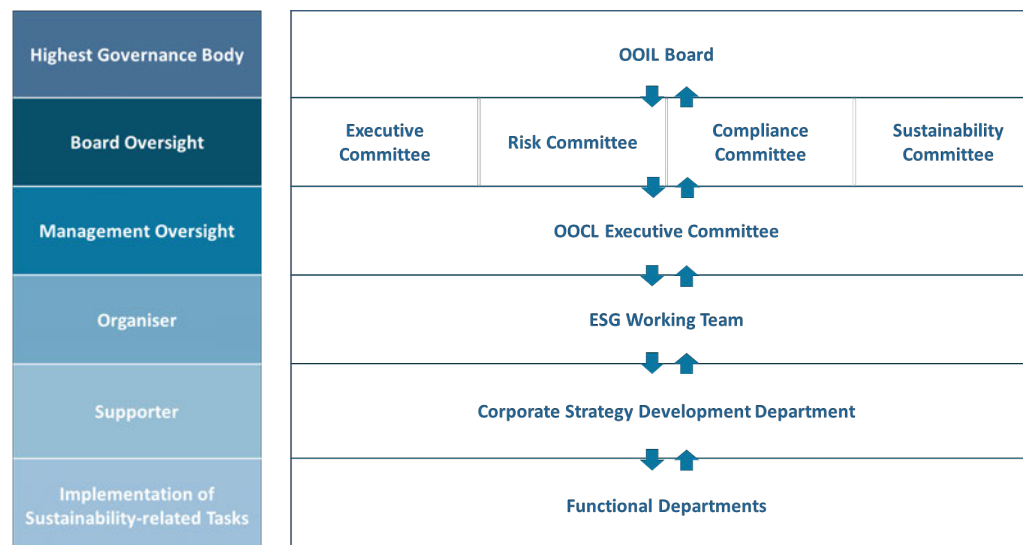 Highest Governance Body
OOIL Board
Board Oversight
Executive
Committee
Risk Committee
Compliance
Committee
Sustainability
Committee
Management Oversight
OOCL Executive Committee
Organiser
ESG Working Team
Supporter
Corporate Strategy Development Department
Implementation of
Sustainability-related Tasks
Functional Departments